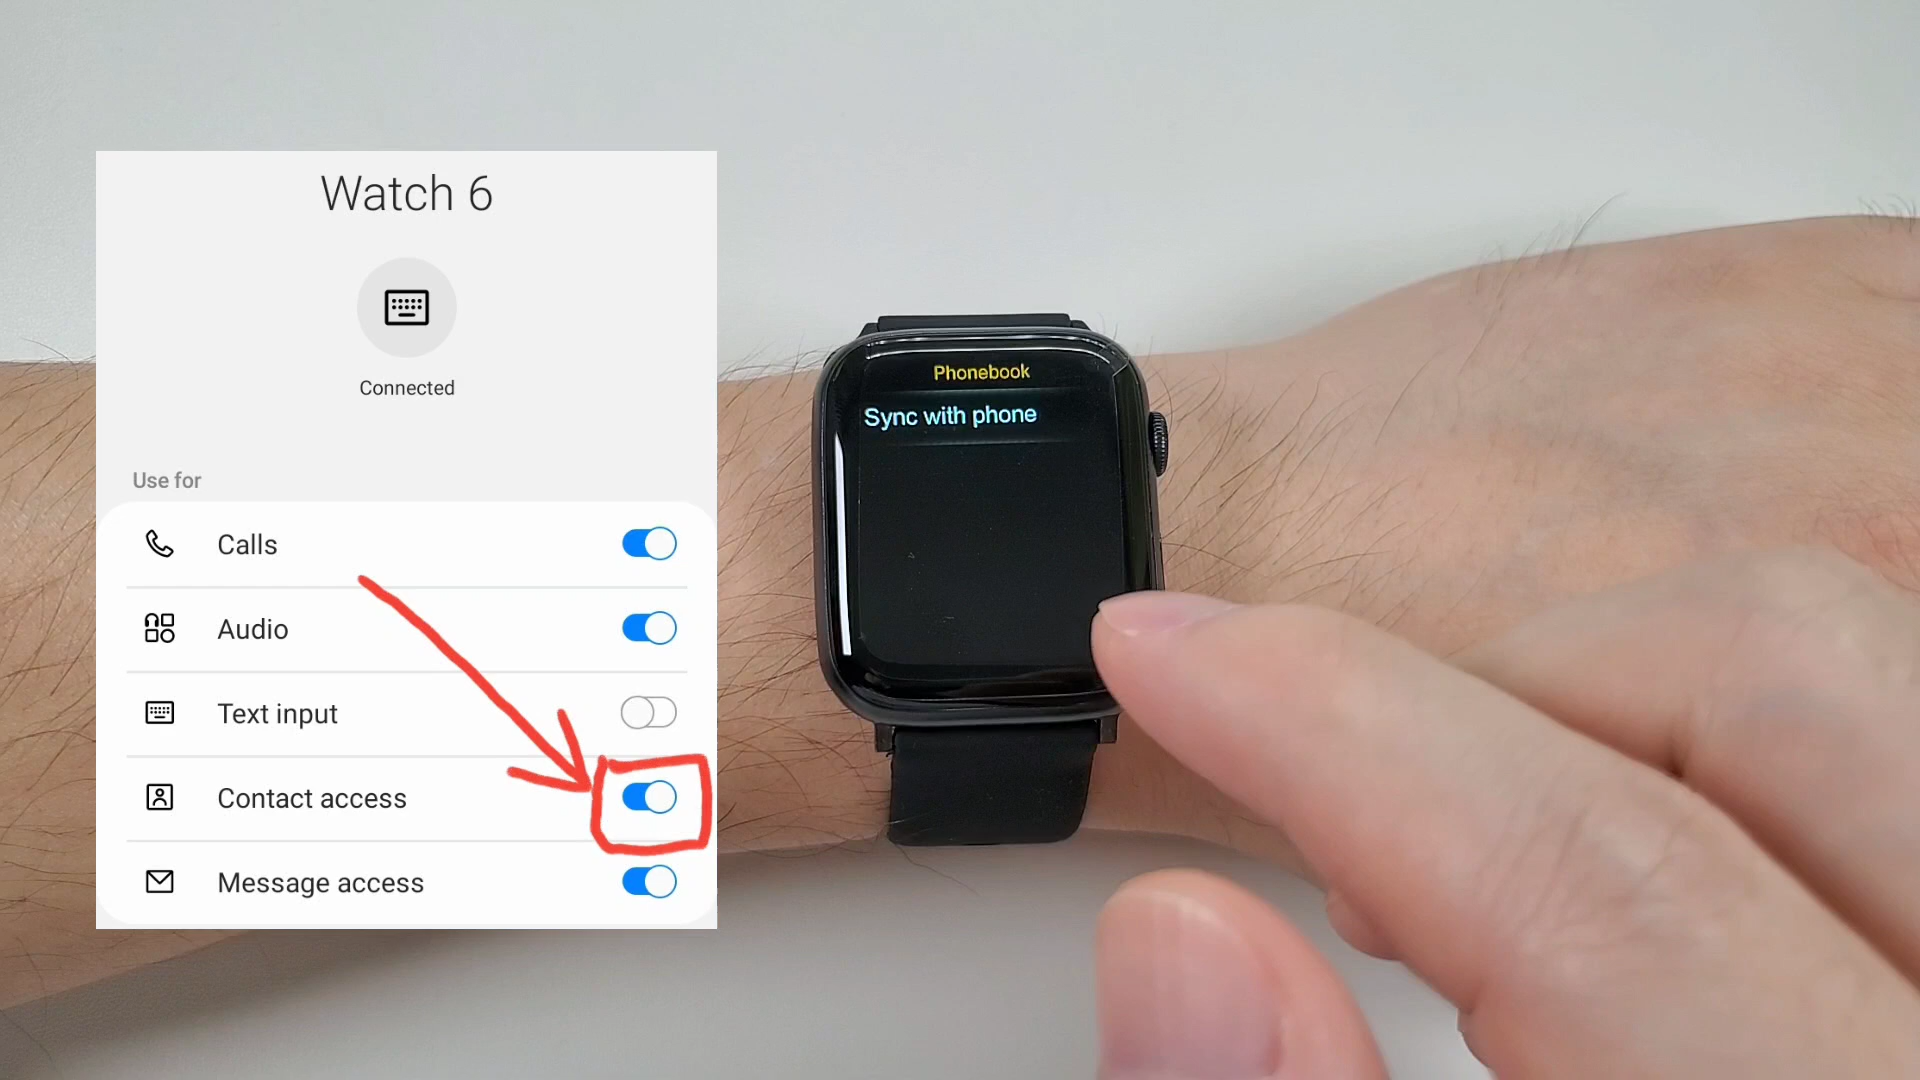 Watch 6
Connected
Use for
Calls
Audio
Text input
Contact access
Message access
Phonebook
Sync with phone